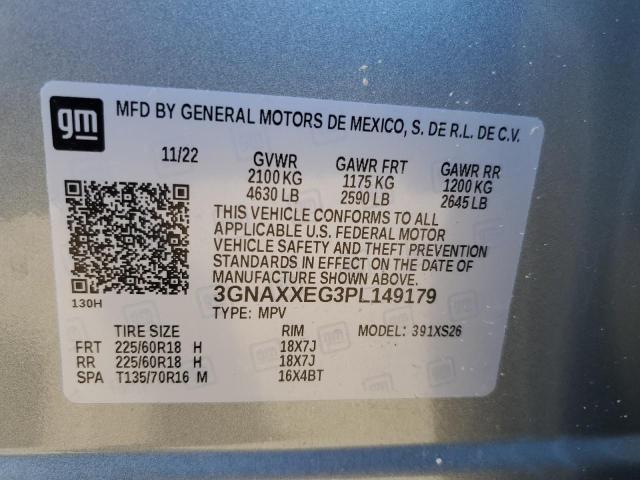 gm
MFD BY GENERAL MOTORS DE MEXICO, S. DE R.L. DE C.V.
11/22 GVWR GAWR FRT GAWR RR
2100 KG 1175 KG 1200 KG
4630 LB 2590 LB 2645 LB
THIS VEHICLE CONFORMS TO ALL
APPLICABLE U.S. FEDERAL MOTOR
VEHICLE SAFETY AND THEFT PREVENTION
STANDARDS IN EFFECT ON THE DATE OF
MANUFACTURE SHOWN ABOVE.
130H
3GNAXXEG3PL149179
TYPE: MPV
TIRE SIZE RIM MODEL: 391XS26
FRT 225/60R18 H 18X7J
RR 225/60R18 H 18X7J
SPA T135/70R16 M 16X4BT